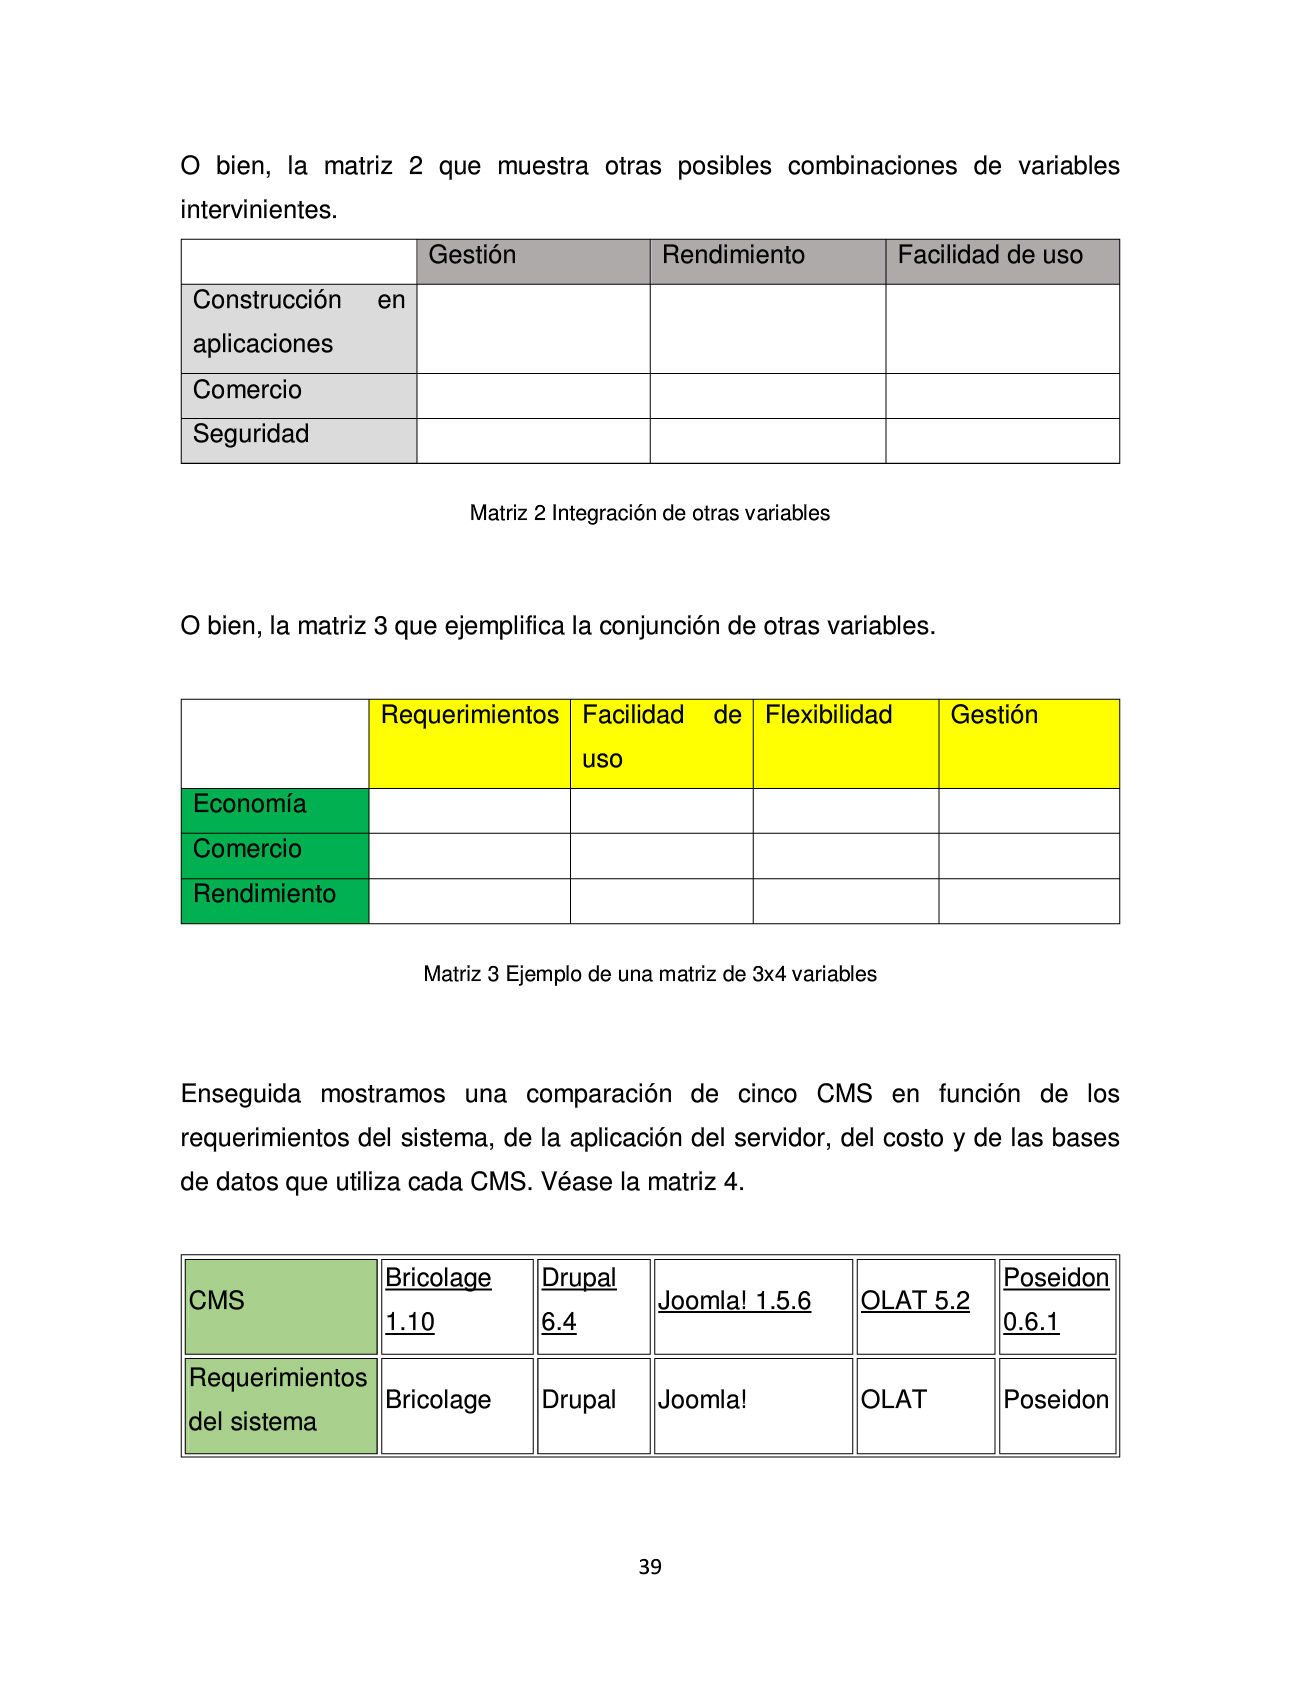 O bien, la matriz 2 que muestra otras posibles combinaciones de variables
intervinientes.
Gestión Rendimiento Facilidad de uso
Construcción en
aplicaciones
Comercio
Seguridad
Matriz 2 Integración de otras variables
O bien, la matriz 3 que ejemplifica la conjunción de otras variables.
Requerimientos Facilidad de Flexibilidad Gestión
uso
Economía
Comercio
Rendimiento
Matriz 3 Ejemplo de una matriz de 3x4 variables
Enseguida mostramos una comparación de cinco CMS en función de los
requerimientos del sistema, de la aplicación del servidor, del costo y de las bases
de datos que utiliza cada CMS. Véase la matriz 4.
CMS
Bricolage
1.10
Drupal
6.4
Joomla! 1.5.6
OLAT 5.2
Poseidon
0.6.1
Requerimientos
del sistema
Bricolage
Drupal
Joomla!
OLAT
Poseidon
39